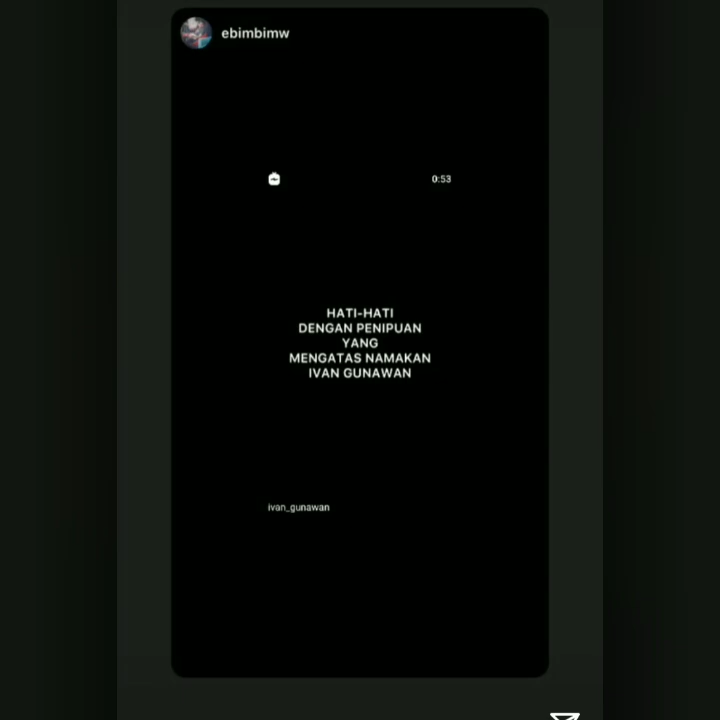 ebimbimw
0:53
HATI-HATI
DENGAN PENIPUAN
YANG
MENGATAS NAMAKAN
IVAN GUNAWAN
ivan_gunawan